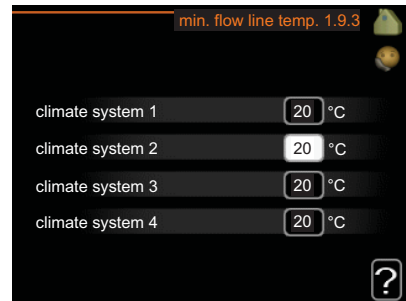 min. flow line temp. 1.9.3
climate system 1 20 °C
climate system 2 20 °C
climate system 3 20 °C
climate system 4 20 °C
?